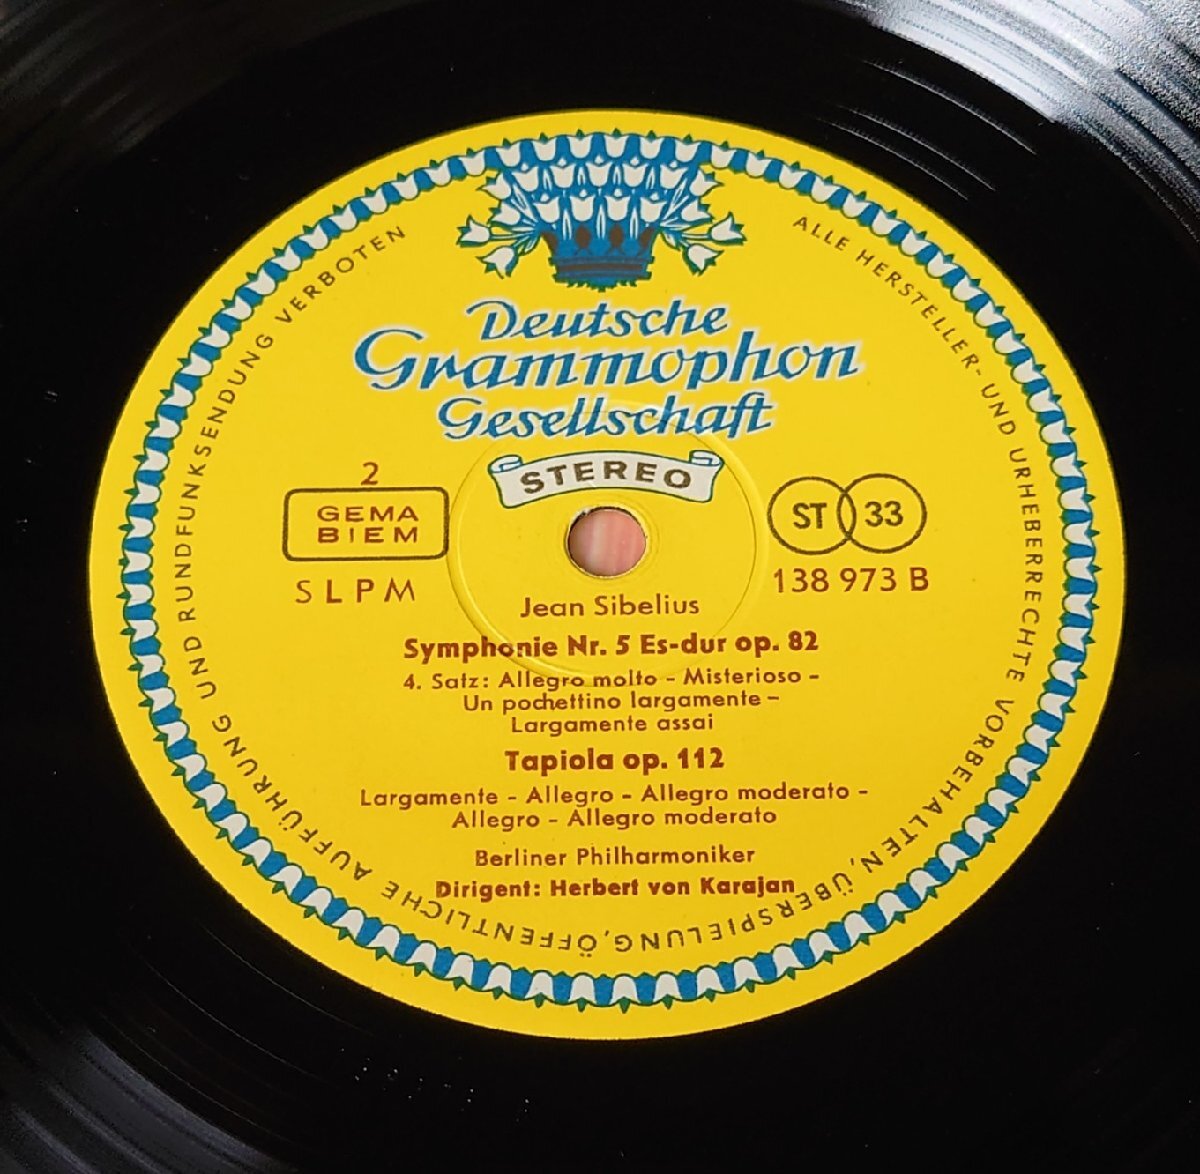 Deutsche
Grammophon
Gesellschaft
STEREO
2
GEMA
BIEM
SLPM
ST 33
138 973 B
Jean Sibelius
Symphonie Nr. 5 Es-dur op. 82
4. Satz: Allegro molto – Misterioso –
Un pochettino largamente –
Largamente assai
Tapiola op. 112
Largamente – Allegro – Allegro moderato –
Allegro – Allegro moderato
Berliner Philharmoniker
Dirigent: Herbert von Karajan
ALLE HERSTELLER- UND URHEBERRECHTE VORBEHALTEN, ÜBERSPIELUNG, ÖFFENTLICHE AUFFÜHRUNG UND RUNDFUNKSENDUNG VERBOTEN